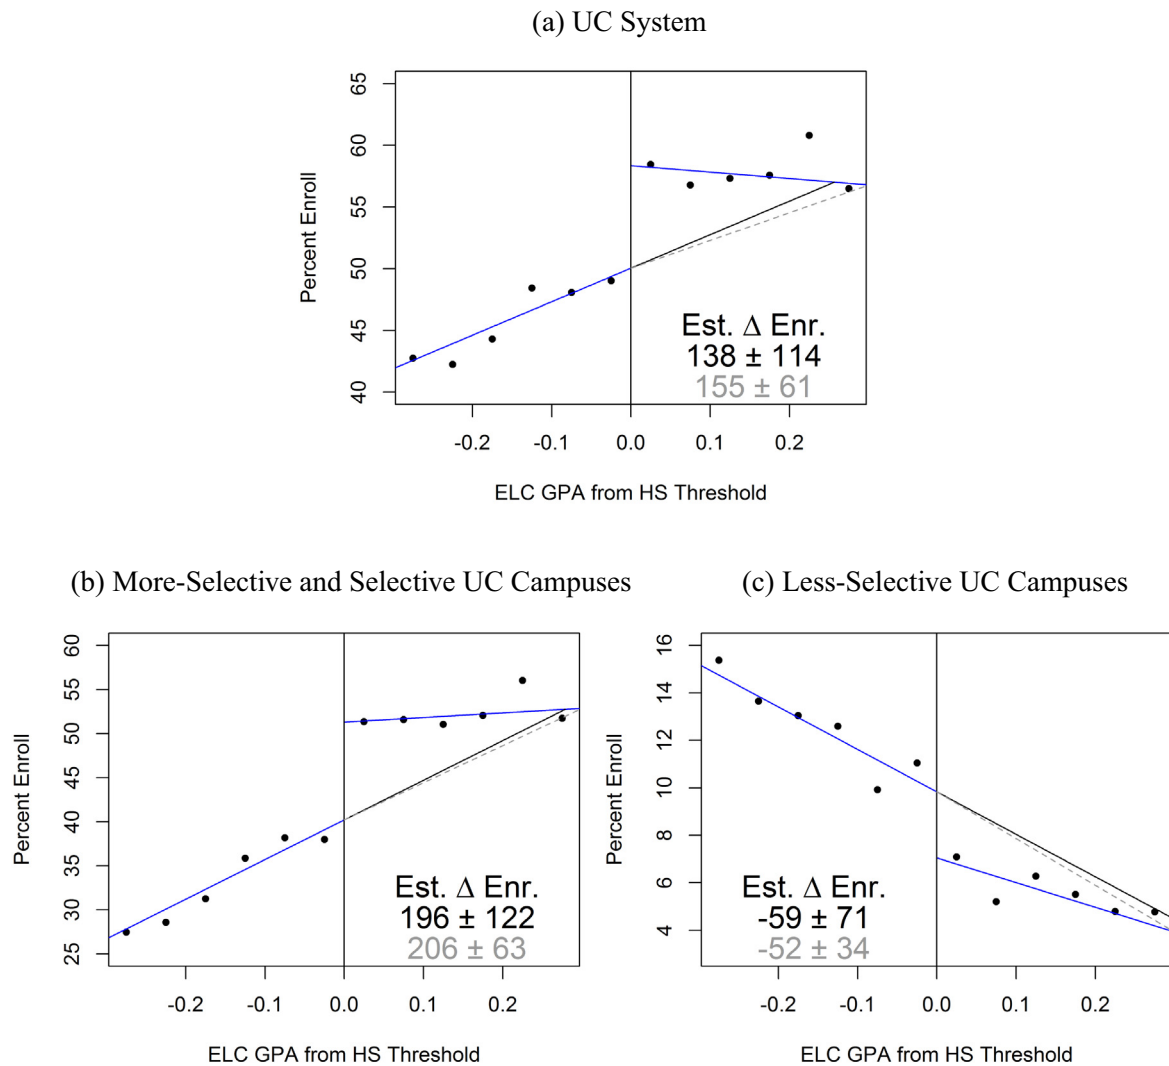 (a) UC System
65
60
55
50
45
40
Percent Enroll
Est. Δ Enr.
138 ± 114
155 ± 61
-0.2 -0.1 0.0 0.1 0.2
ELC GPA from HS Threshold
(b) More-Selective and Selective UC Campuses
60
55
50
45
40
35
30
25
Percent Enroll
Est. Δ Enr.
196 ± 122
206 ± 63
-0.2 -0.1 0.0 0.1 0.2
ELC GPA from HS Threshold
(c) Less-Selective UC Campuses
16
14
12
10
8
6
4
Percent Enroll
Est. Δ Enr.
-59 ± 71
-52 ± 34
-0.2 -0.1 0.0 0.1 0.2
ELC GPA from HS Threshold